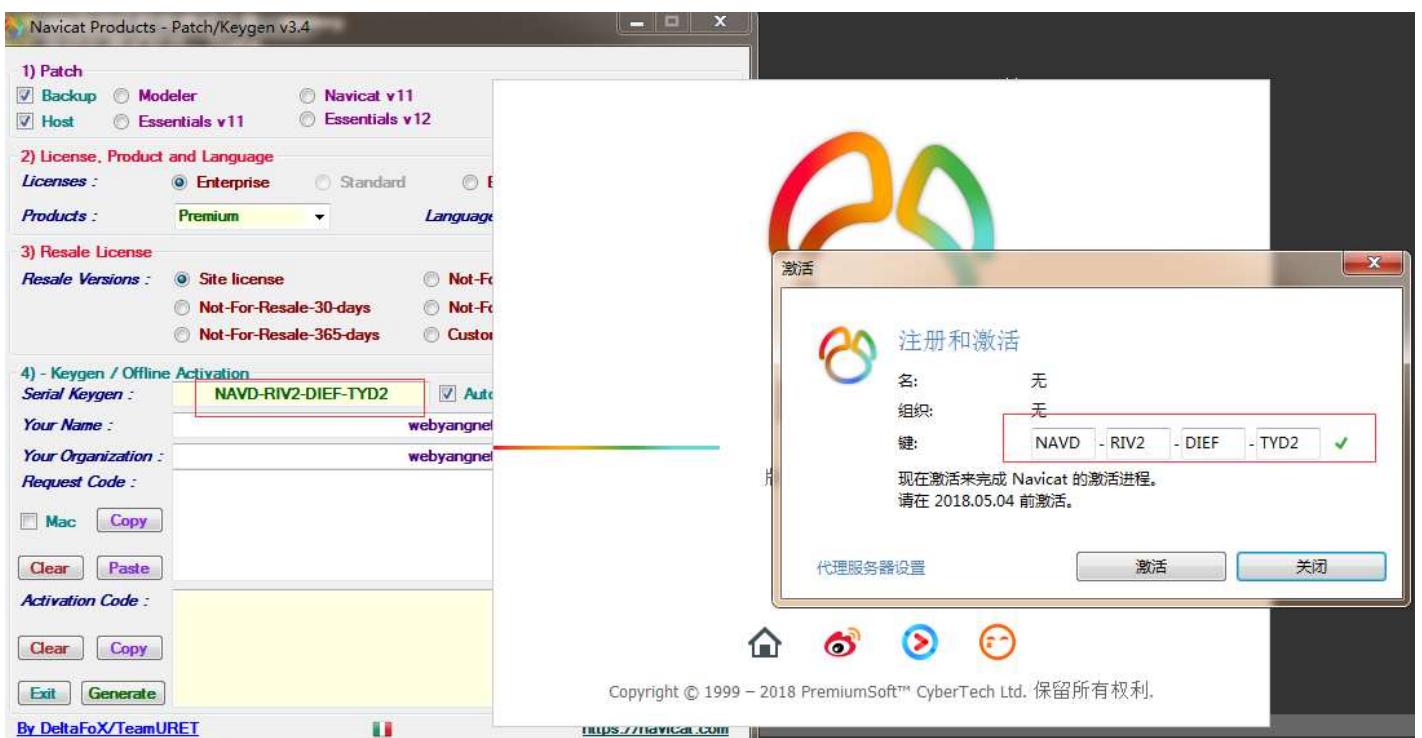 Navicat Products - Patch/Keygen v3.4
1) Patch
Backup Modeler Navicat v11
Host Essentials v11 Essentials v12
2) License, Product and Language
Licenses : Enterprise Standard
Products : Premium Language
3) Resale License
Resale Versions : Site license
Not-For-Resale-30-days
Not-For-Resale-365-days
4) - Keygen / Offline Activation
Serial Keygen : NAVD-RIV2-DIEF-TYD2
Your Name : webyangnet
Your Organization : webyangnet
Request Code :
Mac Copy
Clear Paste
Activation Code :
Clear Copy
Exit Generate
By DeltaFoX/TeamURET https://navicat.com
激活
注册和激活
名: 无
组织: 无
键: NAVD - RIV2 - DIEF - TYD2
现在激活来完成 Navicat 的激活进程。
请在 2018.05.04 前激活。
代理服务器设置 激活 关闭
Copyright © 1999 – 2018 PremiumSoft™ CyberTech Ltd. 保留所有权利.